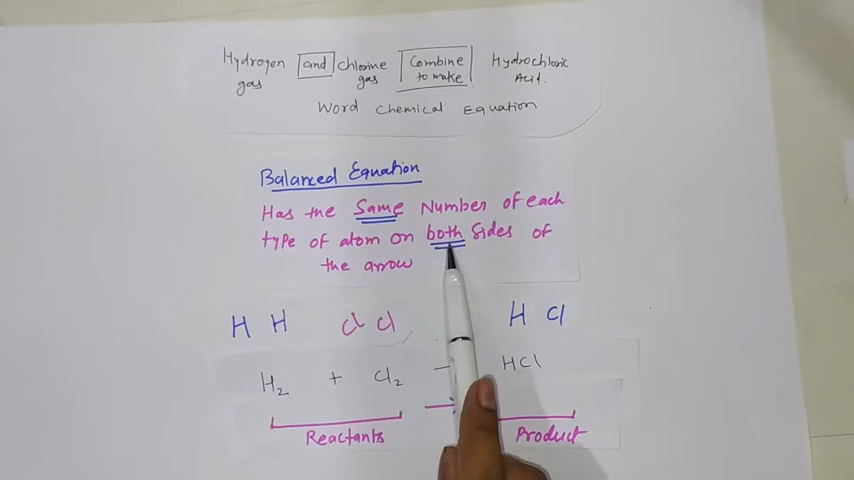 Hydrogen and chlorine Combine Hydrochloric
gas gas to make Acid.
Word Chemical Equation
Balanced Equation
Has the Same Number of each
type of atom on both Sides of
the arrow
H H Cl Cl H Cl
H2 + Cl2 HCl
Reactants Product